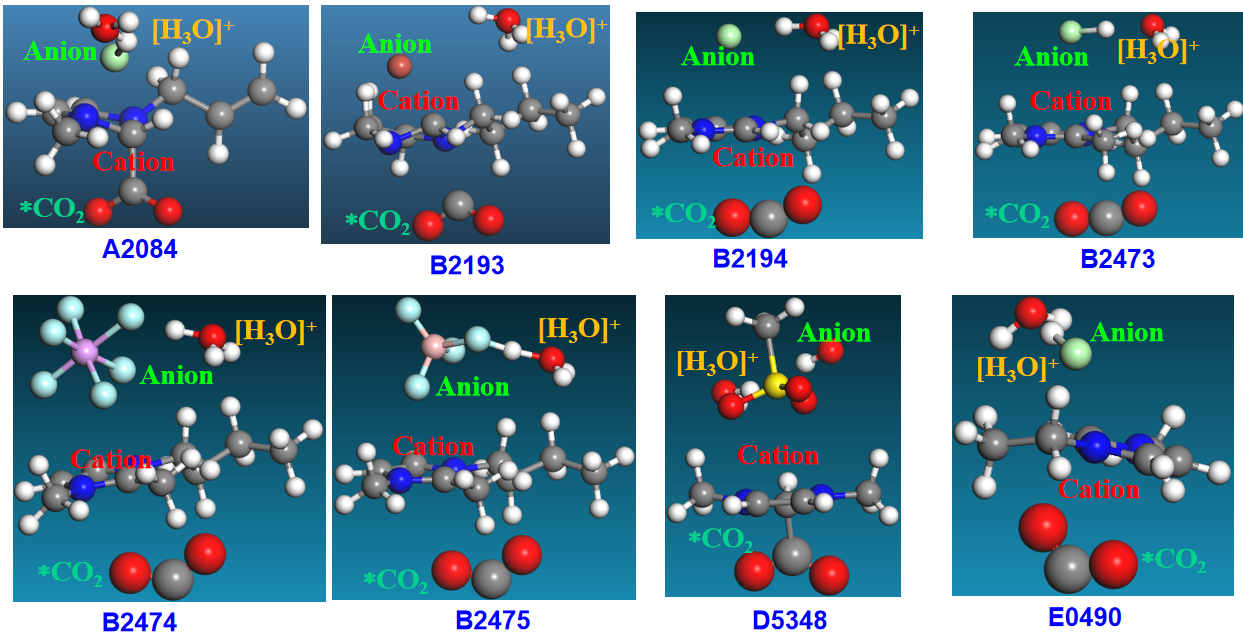 [H₃O]⁺
Anion
Cation
*CO₂
A2084
[H₃O]⁺
Anion
Cation
*CO₂
B2193
[H₃O]⁺
Anion
Cation
*CO₂
B2194
Anion
[H₃O]⁺
Cation
*CO₂
B2473
[H₃O]⁺
Anion
Cation
*CO₂
B2474
[H₃O]⁺
Anion
Cation
*CO₂
B2475
Anion
[H₃O]⁺
Cation
*CO₂
D5348
Anion
[H₃O]⁺
Cation
*CO₂
E0490